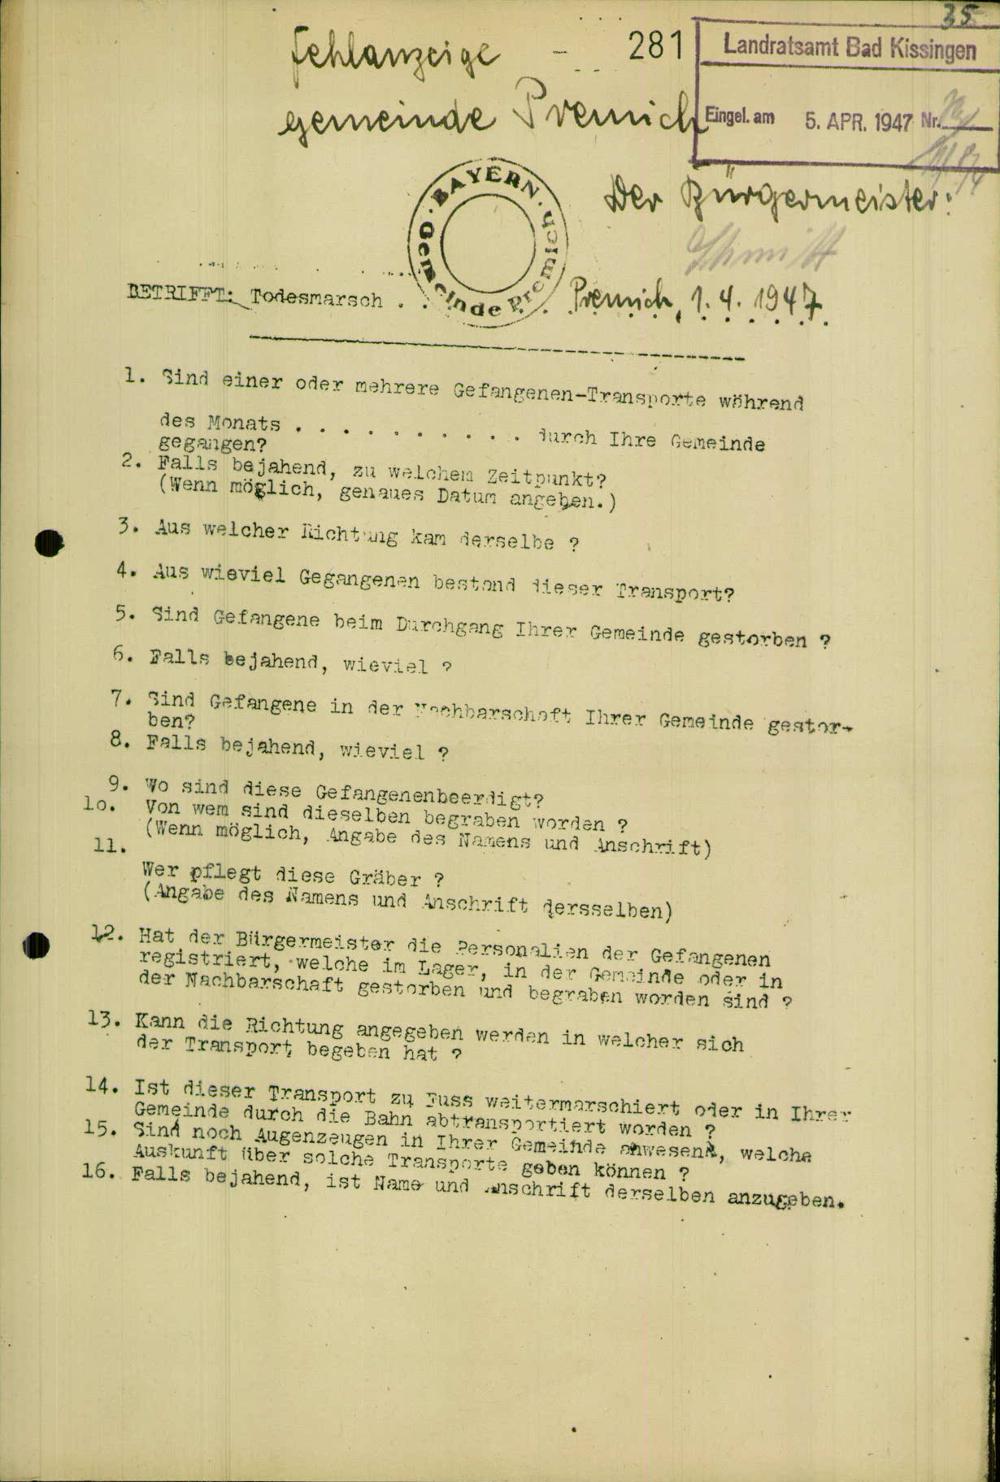 35
Fehlanzeige - 281
gemeinde Premich
Landratsamt Bad Kissingen
Eingel. am 5. APR. 1947 Nr.
BAYERN
Gemeinde Premich
Der Bürgermeister:
Schmitt
BETRIFFT: Todesmarsch . . Premich, 1. 4. 1947
1. Sind einer oder mehrere Gefangenen-Transporte während
des Monats . . . . . . . . . . durch Ihre Gemeinde
gegangen?
2. Falls bejahend, zu welchem Zeitpunkt?
(Wenn möglich, genaues Datum angeben.)
3. Aus welcher Richtung kam derselbe ?
4. Aus wieviel Gegangenen bestand dieser Transport?
5. Sind Gefangene beim Durchgang Ihrer Gemeinde gestorben ?
6. Falls bejahend, wieviel ?
7. Sind Gefangene in der Nachbarschaft Ihrer Gemeinde gestor-
ben?
8. Falls bejahend, wieviel ?
9. Wo sind diese Gefangenenbeerdigt?
10. Von wem sind dieselben begraben worden ?
(Wenn möglich, Angabe des Namens und Anschrift)
11.
Wer pflegt diese Gräber ?
(Angabe des Namens und Anschrift dersselben)
12. Hat der Bürgermeister die Personalien der Gefangenen
registriert, welche im Lager, in der Gemeinde oder in
der Nachbarschaft gestorben und begraben worden sind ?
13. Kann die Richtung angegeben werden in welcher sich
der Transport begeben hat ?
14. Ist dieser Transport zu Fuss weitermarschiert oder in Ihrer
Gemeinde durch die Bahn abtransportiert worden ?
15. Sind noch Augenzeugen in Ihrer Gemeinde anwesend, welche
Auskunft über solche Transporte geben können ?
16. Falls bejahend, ist Name und Anschrift derselben anzugeben.